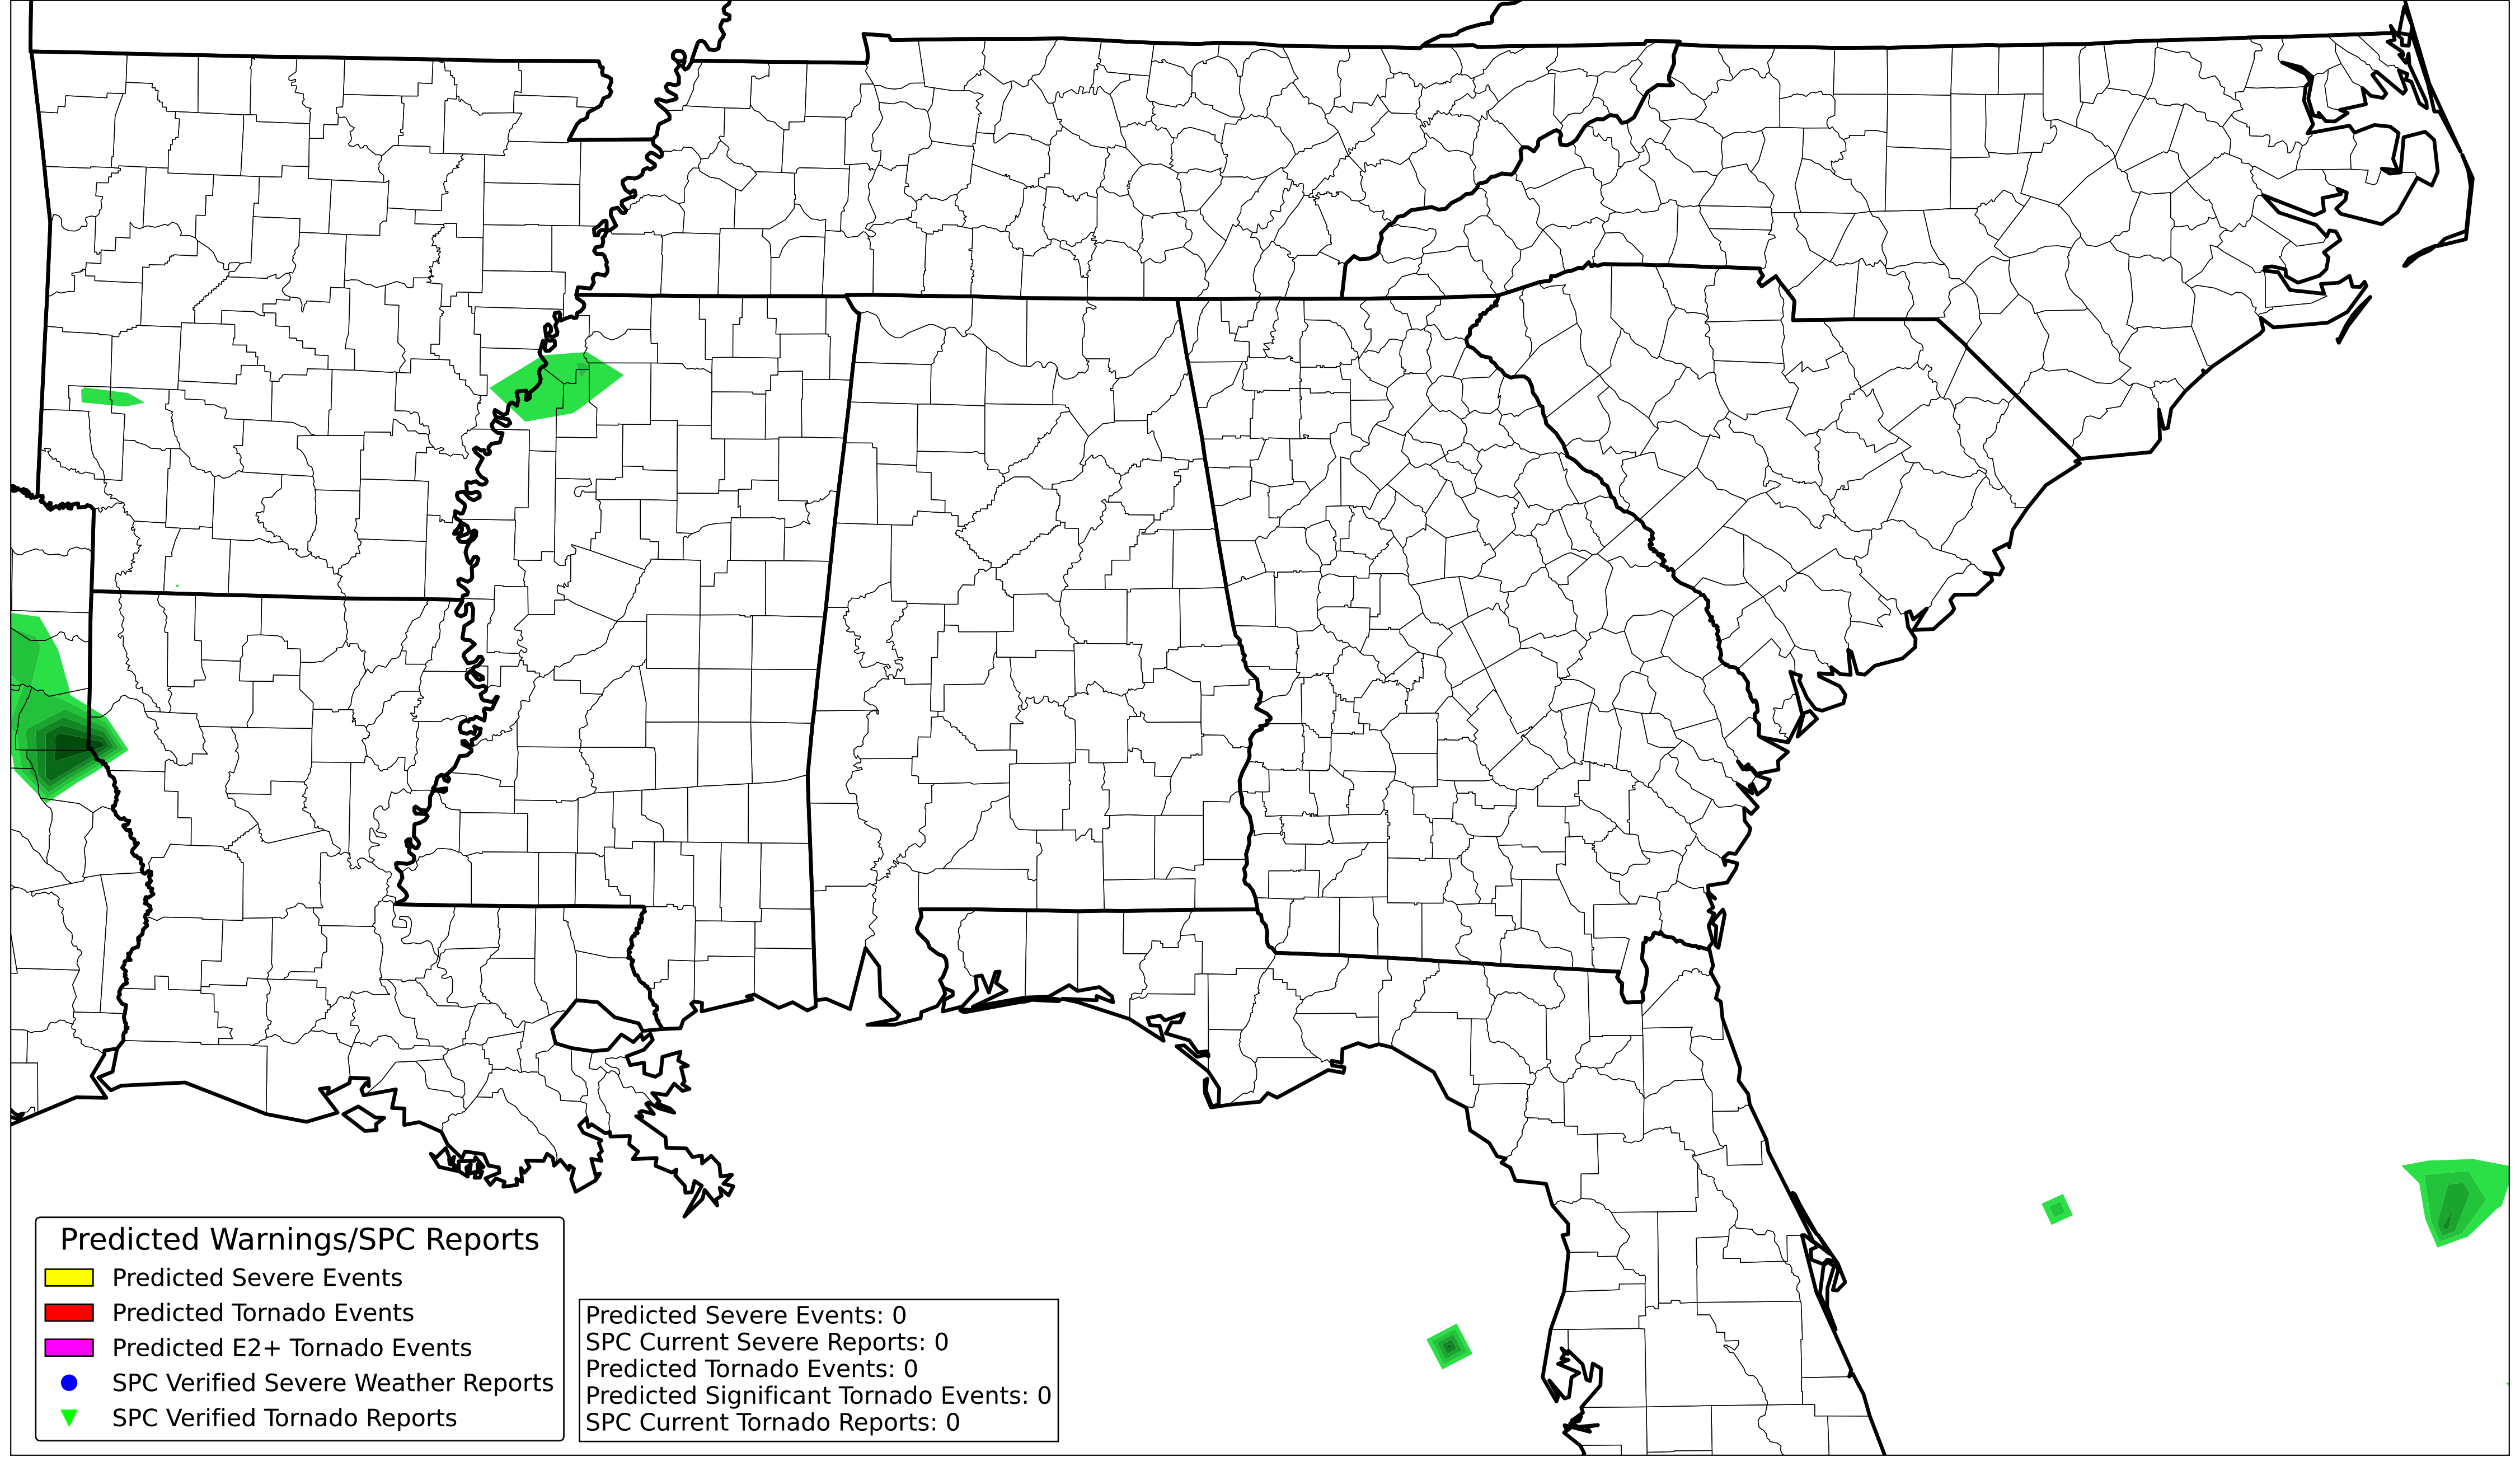 Predicted Warnings/SPC Reports
Predicted Severe Events
Predicted Tornado Events
Predicted E2+ Tornado Events
SPC Verified Severe Weather Reports
SPC Verified Tornado Reports
Predicted Severe Events: 0
SPC Current Severe Reports: 0
Predicted Tornado Events: 0
Predicted Significant Tornado Events: 0
SPC Current Tornado Reports: 0